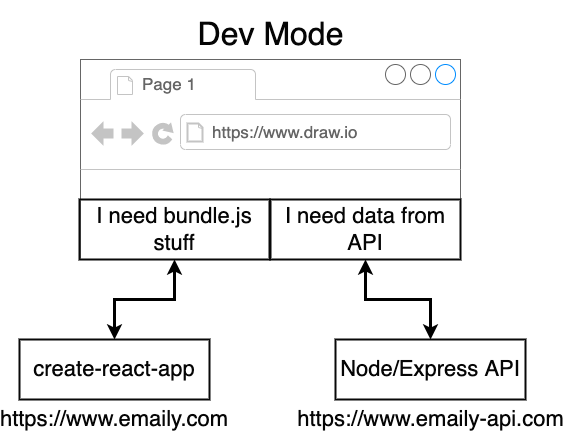 Dev Mode
Page 1
https://www.draw.io
I need bundle.js
stuff
I need data from
API
create-react-app
Node/Express API
https://www.emaily.com
https://www.emaily-api.com